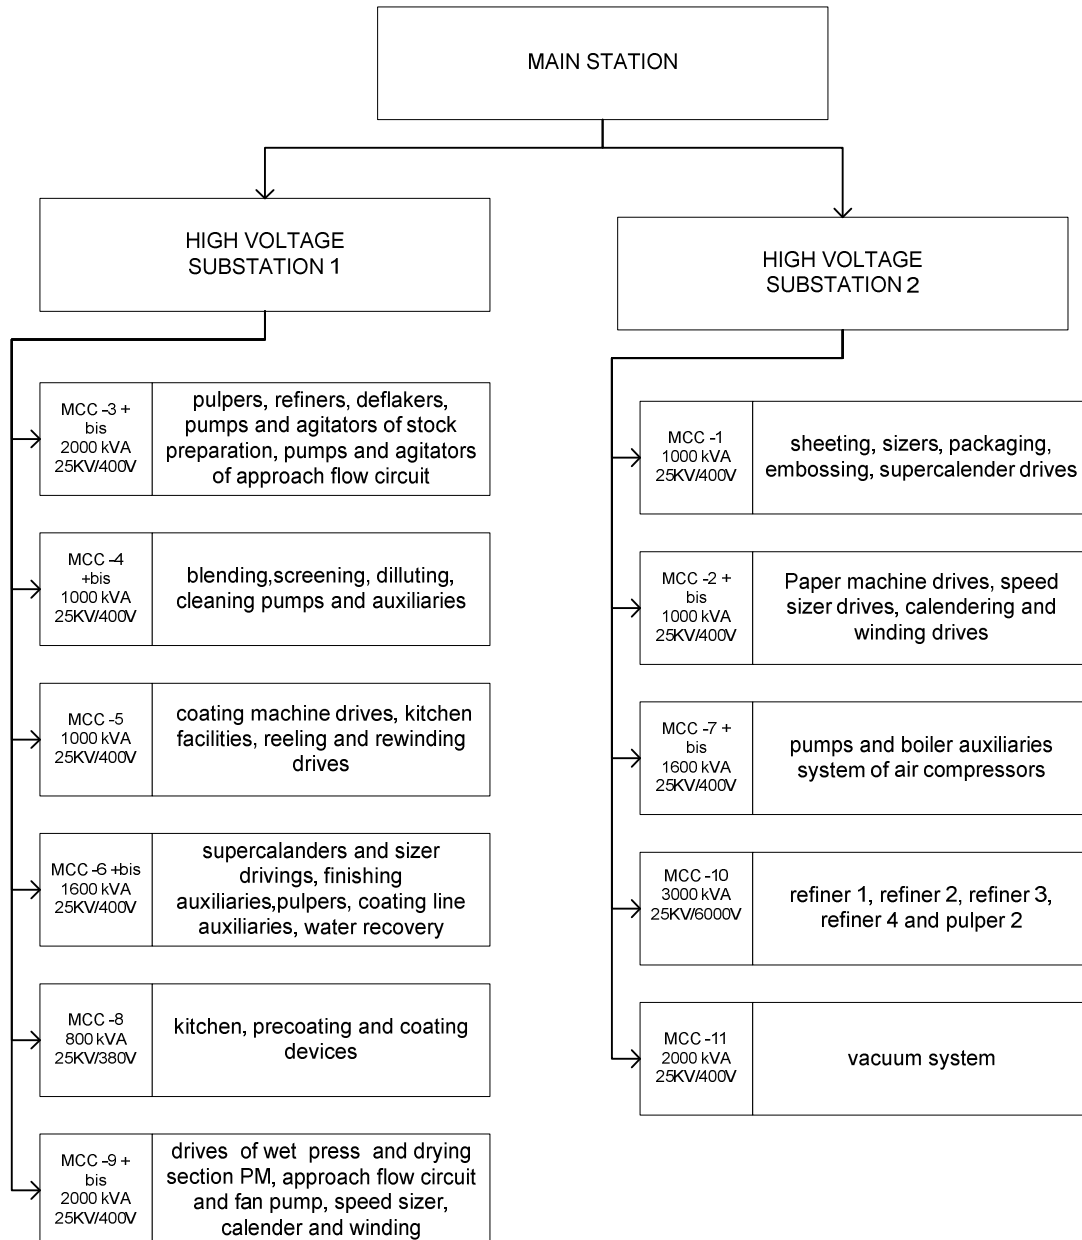 MAIN STATION
HIGH VOLTAGE
SUBSTATION 1
HIGH VOLTAGE
SUBSTATION 2
MCC -3 +
bis
2000 kVA
25KV/400V
pulpers, refiners, deflakers,
pumps and agitators of stock
preparation, pumps and agitators
of approach flow circuit
MCC -4
+bis
1000 kVA
25KV/400V
blending,screening, dilluting,
cleaning pumps and auxiliaries
MCC -5
1000 kVA
25KV/400V
coating machine drives, kitchen
facilities, reeling and rewinding
drives
MCC -6 +bis
1600 kVA
25KV/400V
supercalanders and sizer
drivings, finishing
auxiliaries,pulpers, coating line
auxiliaries, water recovery
MCC -8
800 kVA
25KV/380V
kitchen, precoating and coating
devices
MCC -9 +
bis
2000 kVA
25KV/400V
drives of wet press and drying
section PM, approach flow circuit
and fan pump, speed sizer,
calender and winding
MCC -1
1000 kVA
25KV/400V
sheeting, sizers, packaging,
embossing, supercalender drives
MCC -2 +
bis
1000 kVA
25KV/400V
Paper machine drives, speed
sizer drives, calendering and
winding drives
MCC -7 +
bis
1600 kVA
25KV/400V
pumps and boiler auxiliaries
system of air compressors
MCC -10
3000 kVA
25KV/6000V
refiner 1, refiner 2, refiner 3,
refiner 4 and pulper 2
MCC -11
2000 kVA
25KV/400V
vacuum system